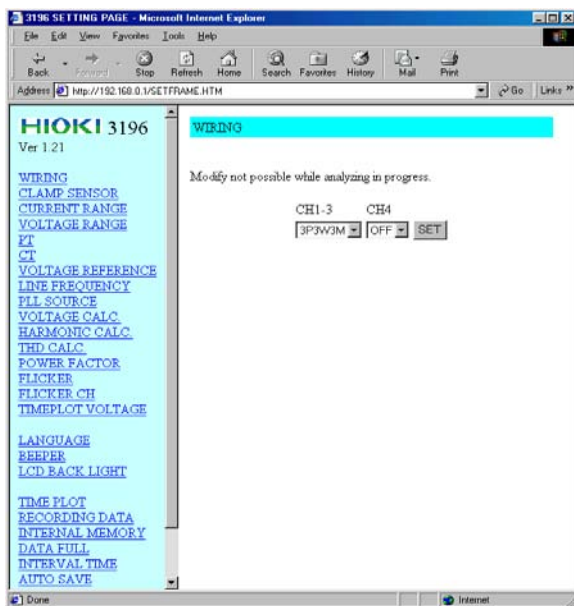 3196 SETTING PAGE - Microsoft Internet Explorer
File Edit View Favorites Tools Help
Back Forward Stop Refresh Home Search Favorites History Mail Print
Address http://192.168.0.1/SETFRAME.HTM Go Links »
HIOKI 3196
Ver 1.21
WIRING
CLAMP SENSOR
CURRENT RANGE
VOLTAGE RANGE
PT
CT
VOLTAGE REFERENCE
LINE FREQUENCY
PLL SOURCE
VOLTAGE CALC.
HARMONIC CALC.
THD CALC.
POWER FACTOR
FLICKER
FLICKER CH
TIMEPLOT VOLTAGE
LANGUAGE
BEEPER
LCD BACK LIGHT
TIME PLOT
RECORDING DATA
INTERNAL MEMORY
DATA FULL
INTERVAL TIME
AUTO SAVE
WIRING
Modify not possible while analyzing in progress.
CH1-3 CH4
3P3W3M OFF SET
Done Internet